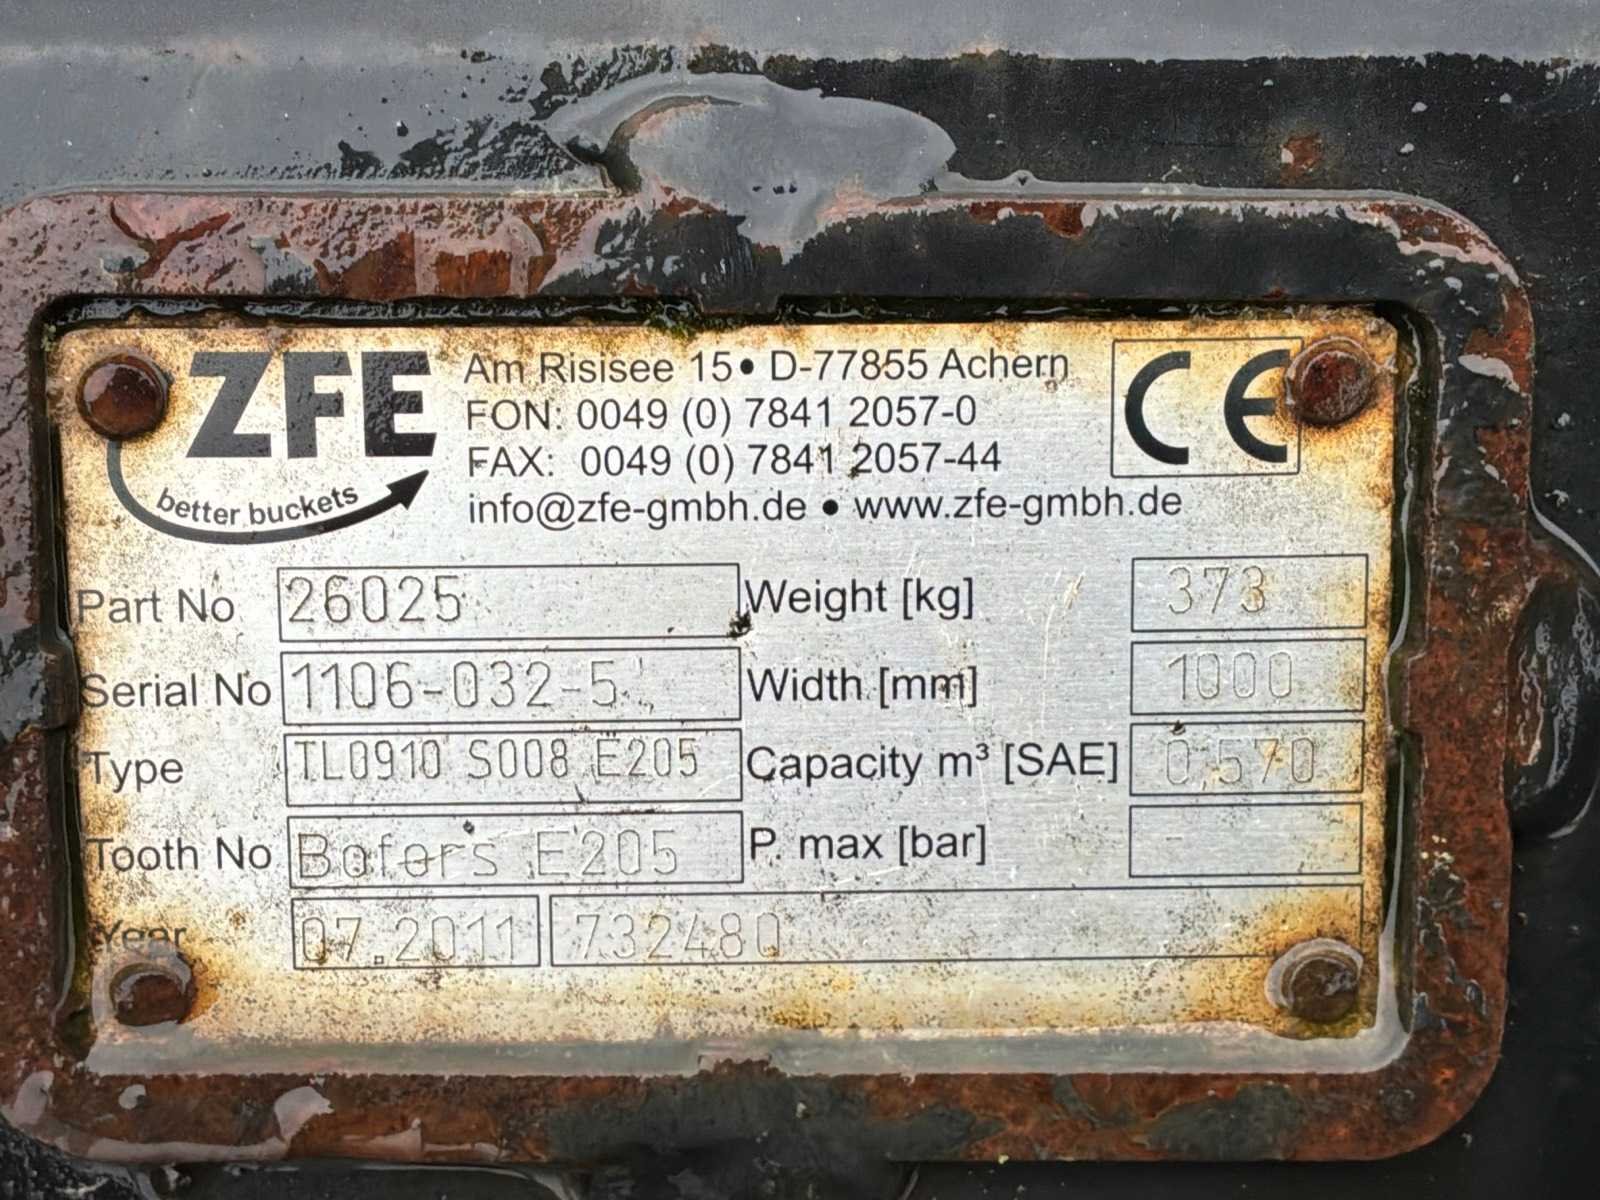 ZFE
better buckets
Am Risisee 15 • D-77855 Achern
FON: 0049 (0) 7841 2057-0
FAX: 0049 (0) 7841 2057-44
info@zfe-gmbh.de • www.zfe-gmbh.de
CE
Part No 26025 Weight [kg] 373
Serial No 1106-032-5 Width [mm] 1000
Type TL0910 S008 E205 Capacity m³ [SAE] 0,570
Tooth No Bofors E205 P. max [bar] -
Year 07.2011 732480